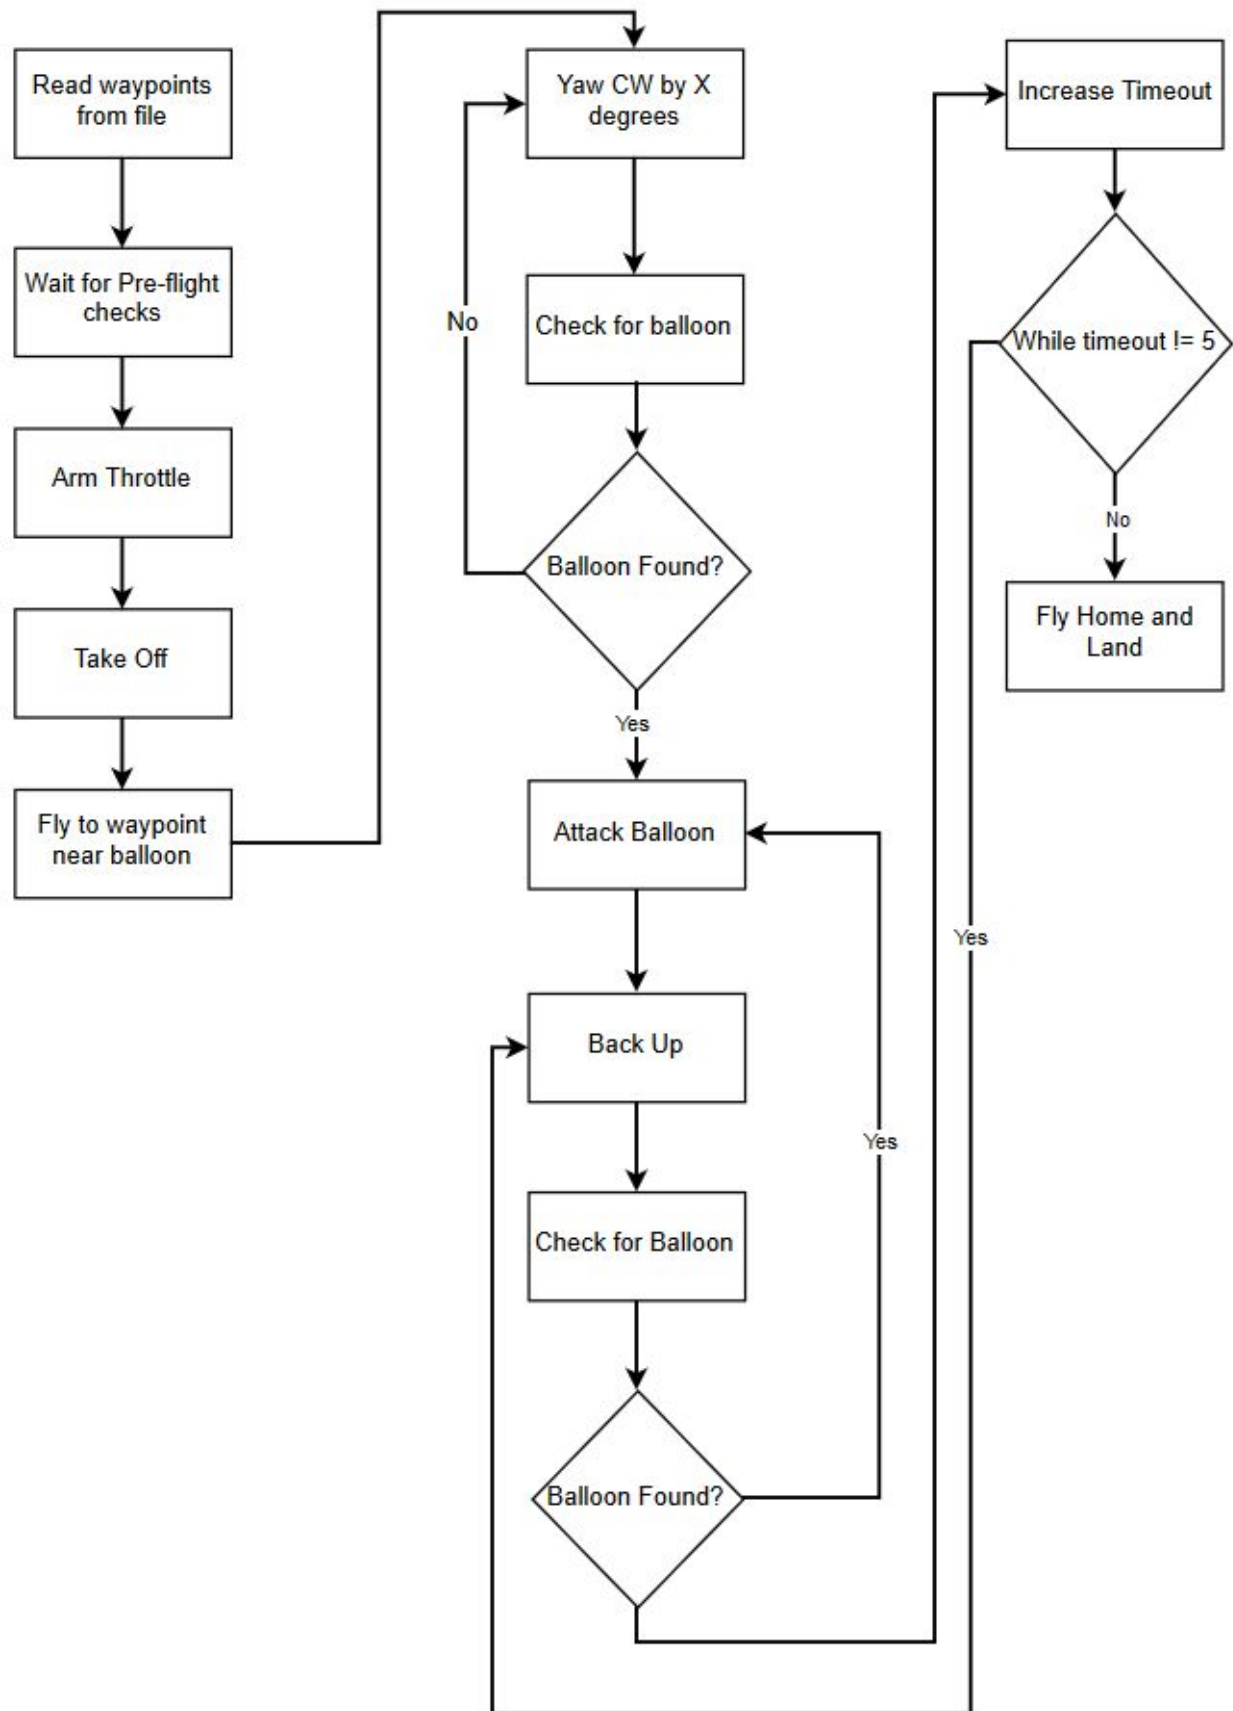 Read waypoints
from file
Wait for Pre-flight
checks
Arm Throttle
Take Off
Fly to waypoint
near balloon
Yaw CW by X
degrees
Check for balloon
No
Balloon Found?
Yes
Attack Balloon
Back Up
Check for Balloon
Balloon Found?
Yes
Increase Timeout
While timeout != 5
Yes
No
Fly Home and
Land